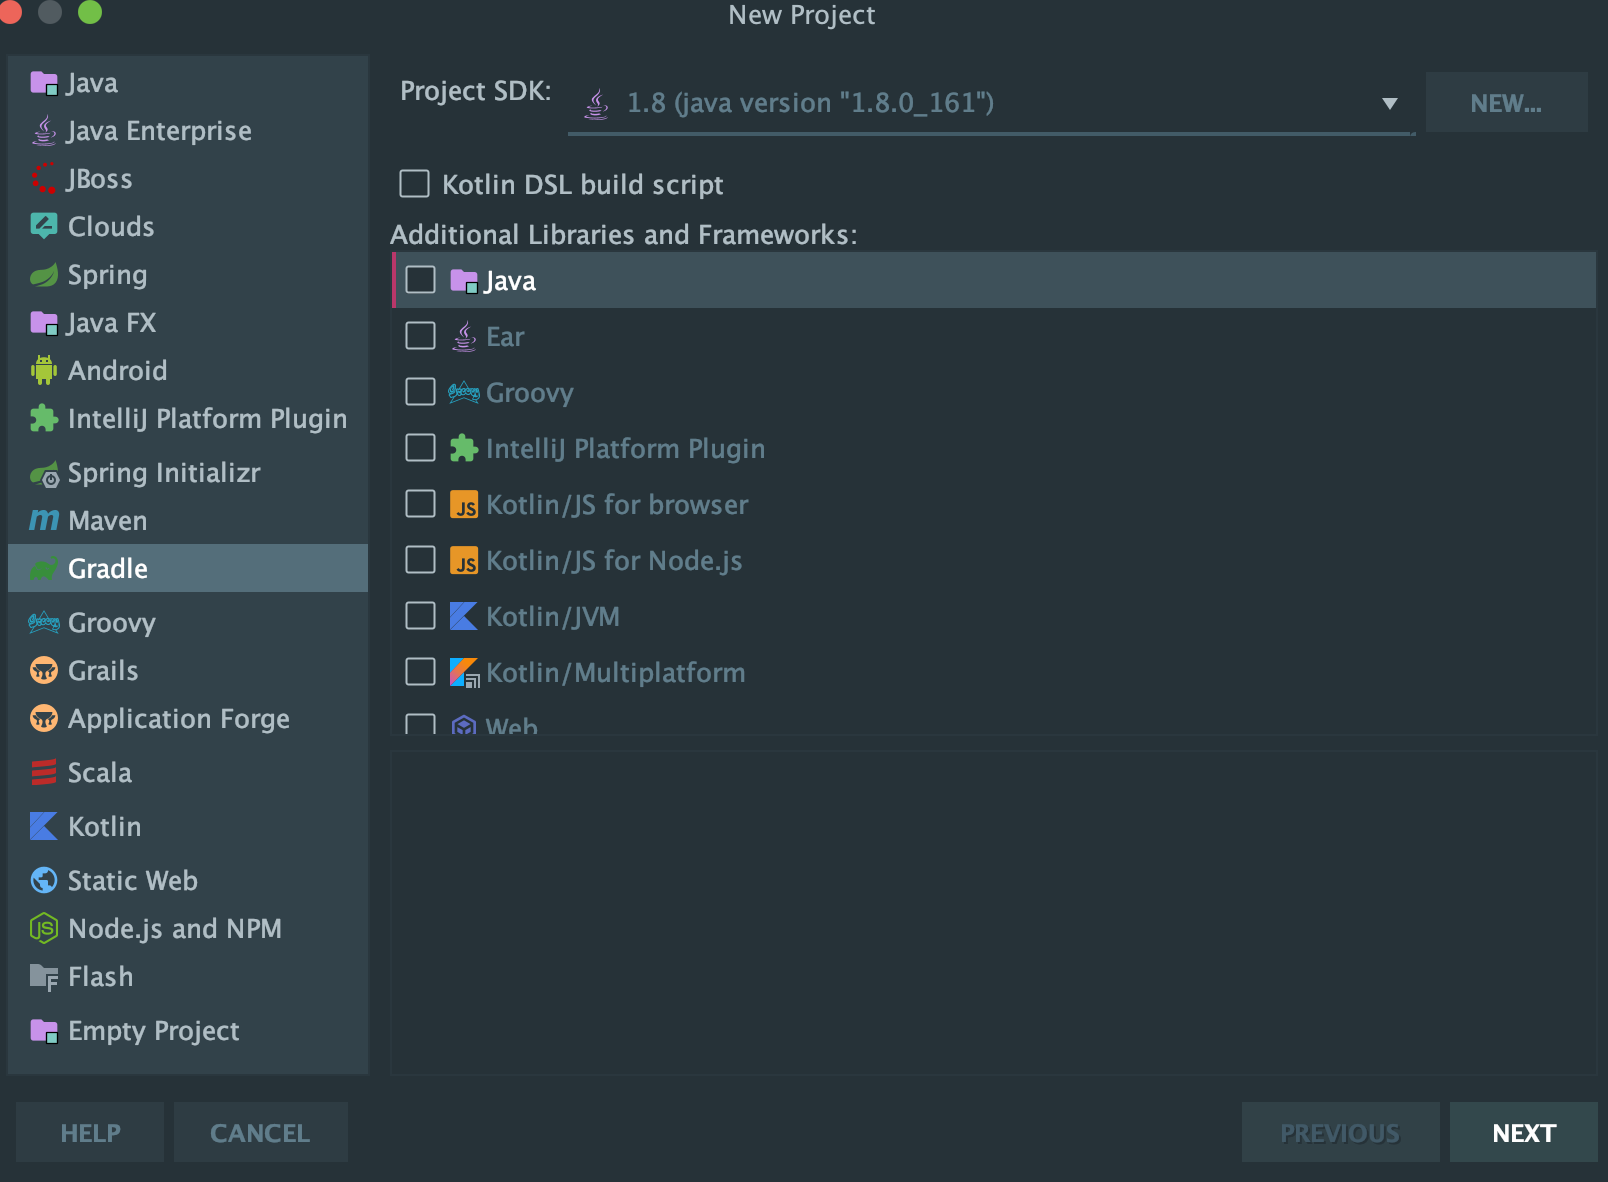 New Project
Java
Java Enterprise
JBoss
Clouds
Spring
Java FX
Android
IntelliJ Platform Plugin
Spring Initializr
Maven
Gradle
Groovy
Grails
Application Forge
Scala
Kotlin
Static Web
Node.js and NPM
Flash
Empty Project
Project SDK:
1.8 (java version "1.8.0_161")
NEW...
Kotlin DSL build script
Additional Libraries and Frameworks:
Java
Ear
Groovy
IntelliJ Platform Plugin
JS Kotlin/JS for browser
JS Kotlin/JS for Node.js
Kotlin/JVM
Kotlin/Multiplatform
Web
HELP
CANCEL
PREVIOUS
NEXT